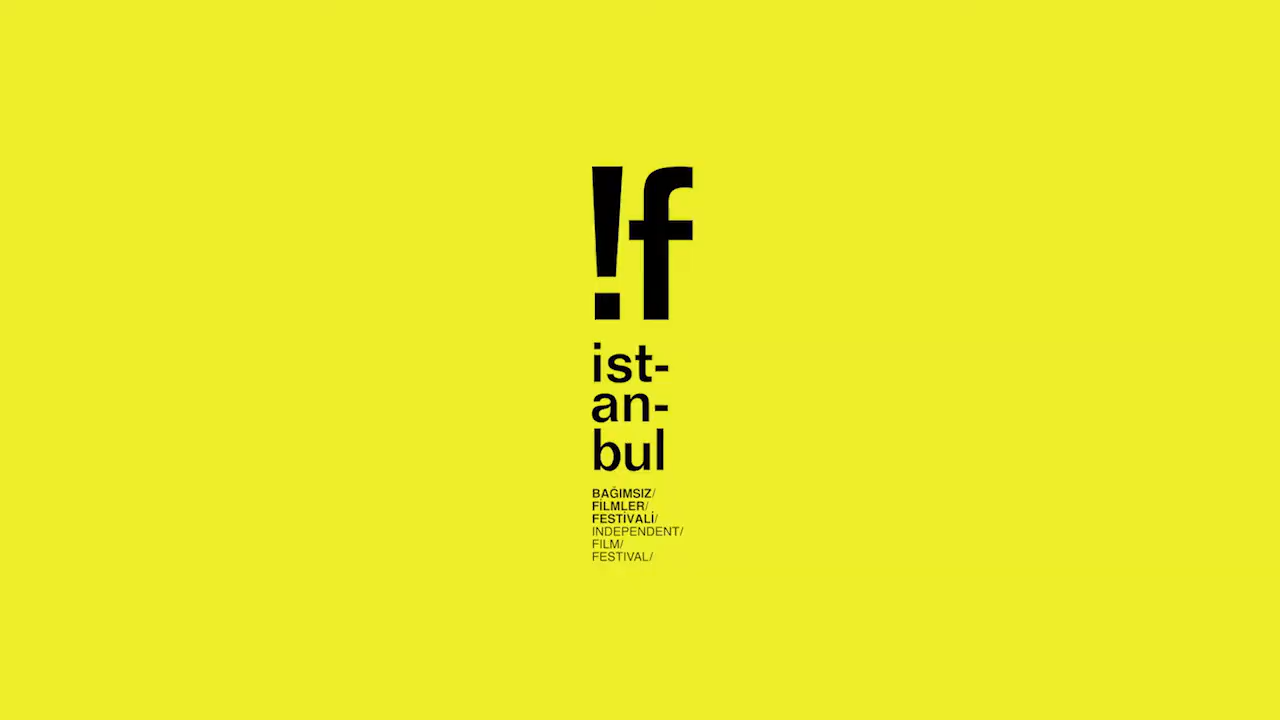 !f
ist-
an-
bul
BAĞIMSIZ/
FİLMLER/
FESTİVALİ/
INDEPENDENT/
FILM/
FESTIVAL/